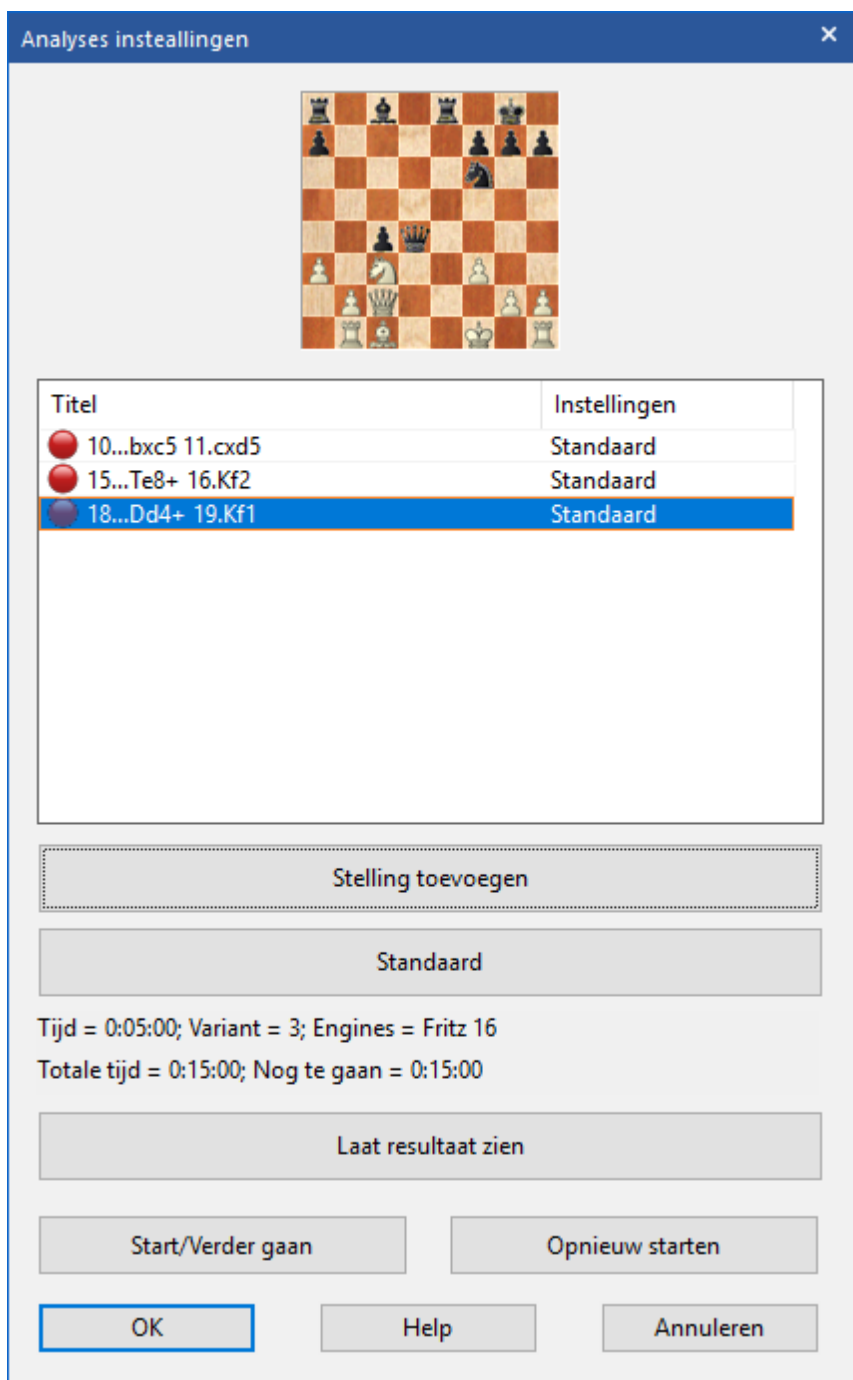 Analyses insteallingen
Titel Instellingen
10...bxc5 11.cxd5 Standaard
15...Te8+ 16.Kf2 Standaard
18...Dd4+ 19.Kf1 Standaard
Stelling toevoegen
Standaard
Tijd = 0:05:00; Variant = 3; Engines = Fritz 16
Totale tijd = 0:15:00; Nog te gaan = 0:15:00
Laat resultaat zien
Start/Verder gaan Opnieuw starten
OK Help Annuleren